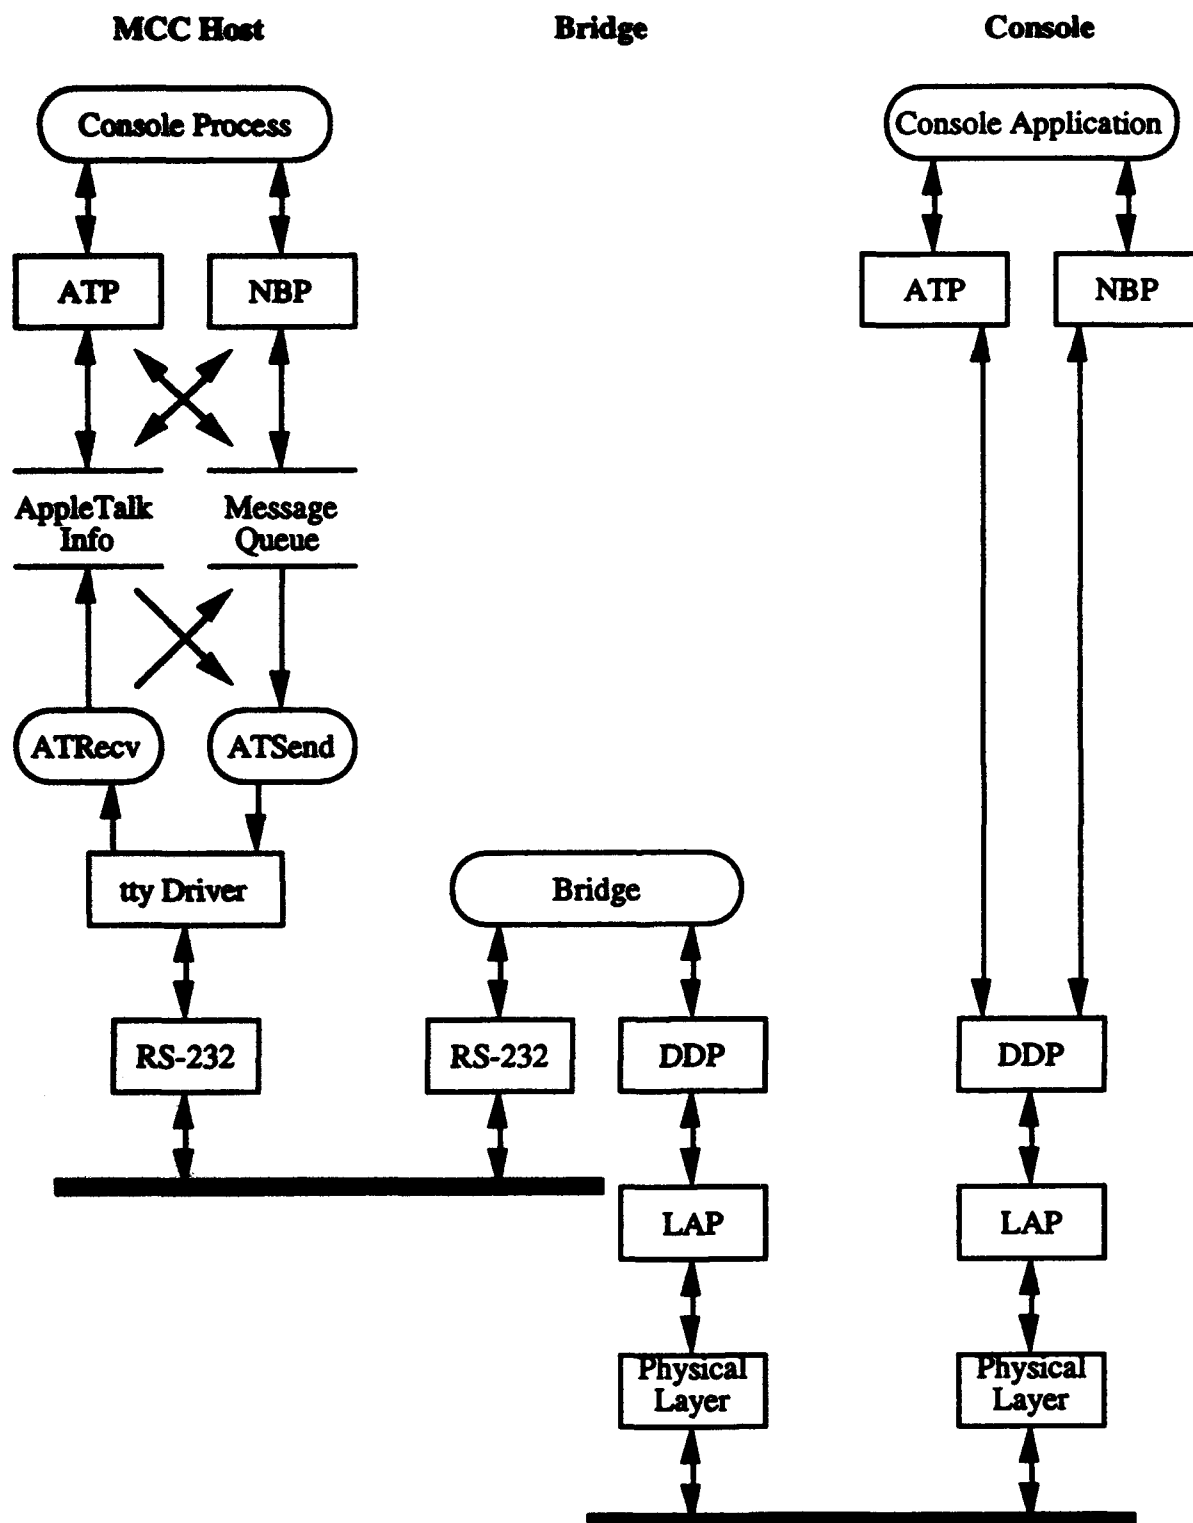 MCC Host
Bridge
Console
Console Process
Console Application
ATP
NBP
ATP
NBP
AppleTalk
Info
Message
Queue
ATRecv
ATSend
tty Driver
Bridge
RS-232
RS-232
DDP
DDP
LAP
LAP
Physical
Layer
Physical
Layer